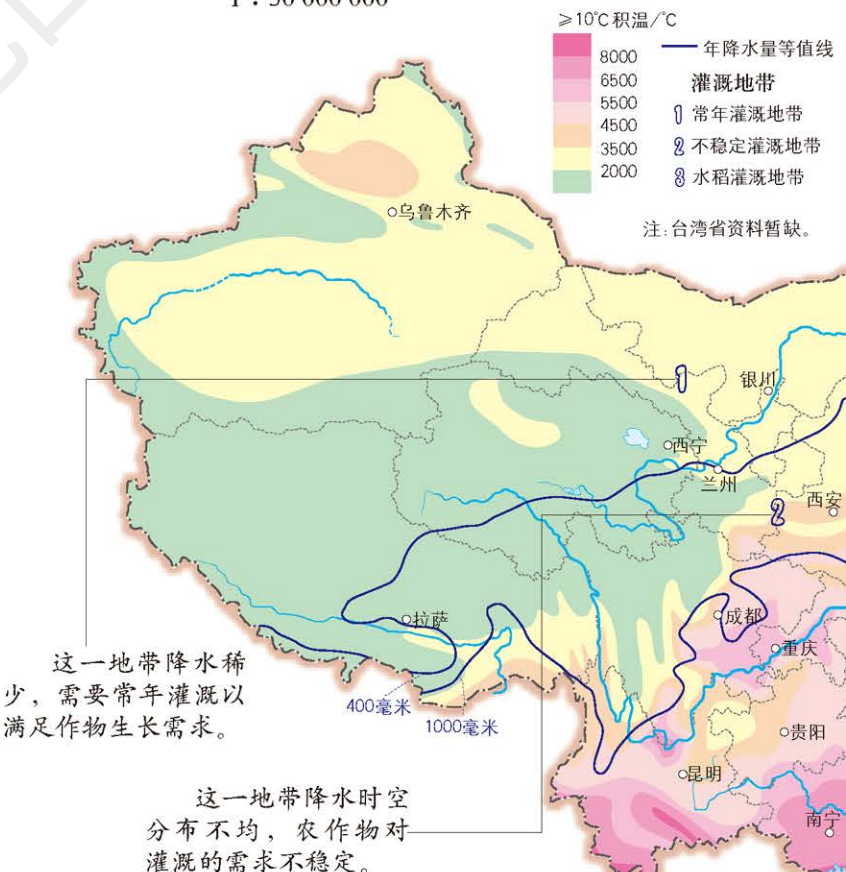 ≥10℃积温/℃
8000
6500
5500
4500
3500
2000
年降水量等值线
灌溉地带
1 常年灌溉地带
2 不稳定灌溉地带
3 水稻灌溉地带
注:台湾省资料暂缺。
乌鲁木齐
1
银川
西宁
兰州
2
西安
拉萨
成都
重庆
400毫米
1000毫米
贵阳
昆明
南宁
这一地带降水稀
少,需要常年灌溉以
满足作物生长需求。
这一地带降水时空
分布不均,农作物对
灌溉的需求不稳定。